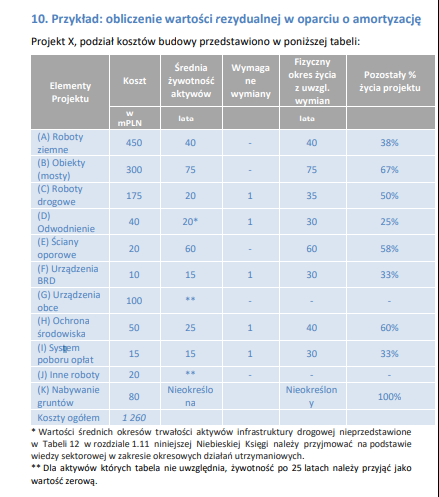 10. Przykład: obliczenie wartości rezydualnej w oparciu o amortyzację
Projekt X, podział kosztów budowy przedstawiono w poniższej tabeli:
Elementy Projektu | Koszt | Średnia żywotność aktywów | Wymaga ne wymiany | Fizyczny okres życia z uwzgl. wymian | Pozostały % życia projektu
w mPLN | lata | lata
(A) Roboty ziemne | 450 | 40 | - | 40 | 38%
(B) Obiekty (mosty) | 300 | 75 | - | 75 | 67%
(C) Roboty drogowe | 175 | 20 | 1 | 35 | 50%
(D) Odwodnienie | 40 | 20* | 1 | 30 | 25%
(E) Ściany oporowe | 20 | 60 | - | 60 | 58%
(F) Urządzenia BRD | 10 | 15 | 1 | 30 | 33%
(G) Urządzenia obce | 100 | ** | - | - | -
(H) Ochrona środowiska | 50 | 25 | 1 | 40 | 60%
(I) System poboru opłat | 15 | 15 | 1 | 30 | 33%
(J) Inne roboty | 20 | ** | - | - | -
(K) Nabywanie gruntów | 80 | Nieokreślo na | Nieokreślon y | 100%
Koszty ogółem | 1 260
* Wartości średnich okresów trwałości aktywów infrastruktury drogowej nieprzedstawione
w Tabeli 12 w rozdziale 1.11 niniejszej Niebieskiej Księgi należy przyjmować na podstawie
wiedzy sektorowej w zakresie okresowych działań utrzymaniowych.
** Dla aktywów których tabela nie uwzględnia, żywotność po 25 latach należy przyjąć jako
wartość zerową.